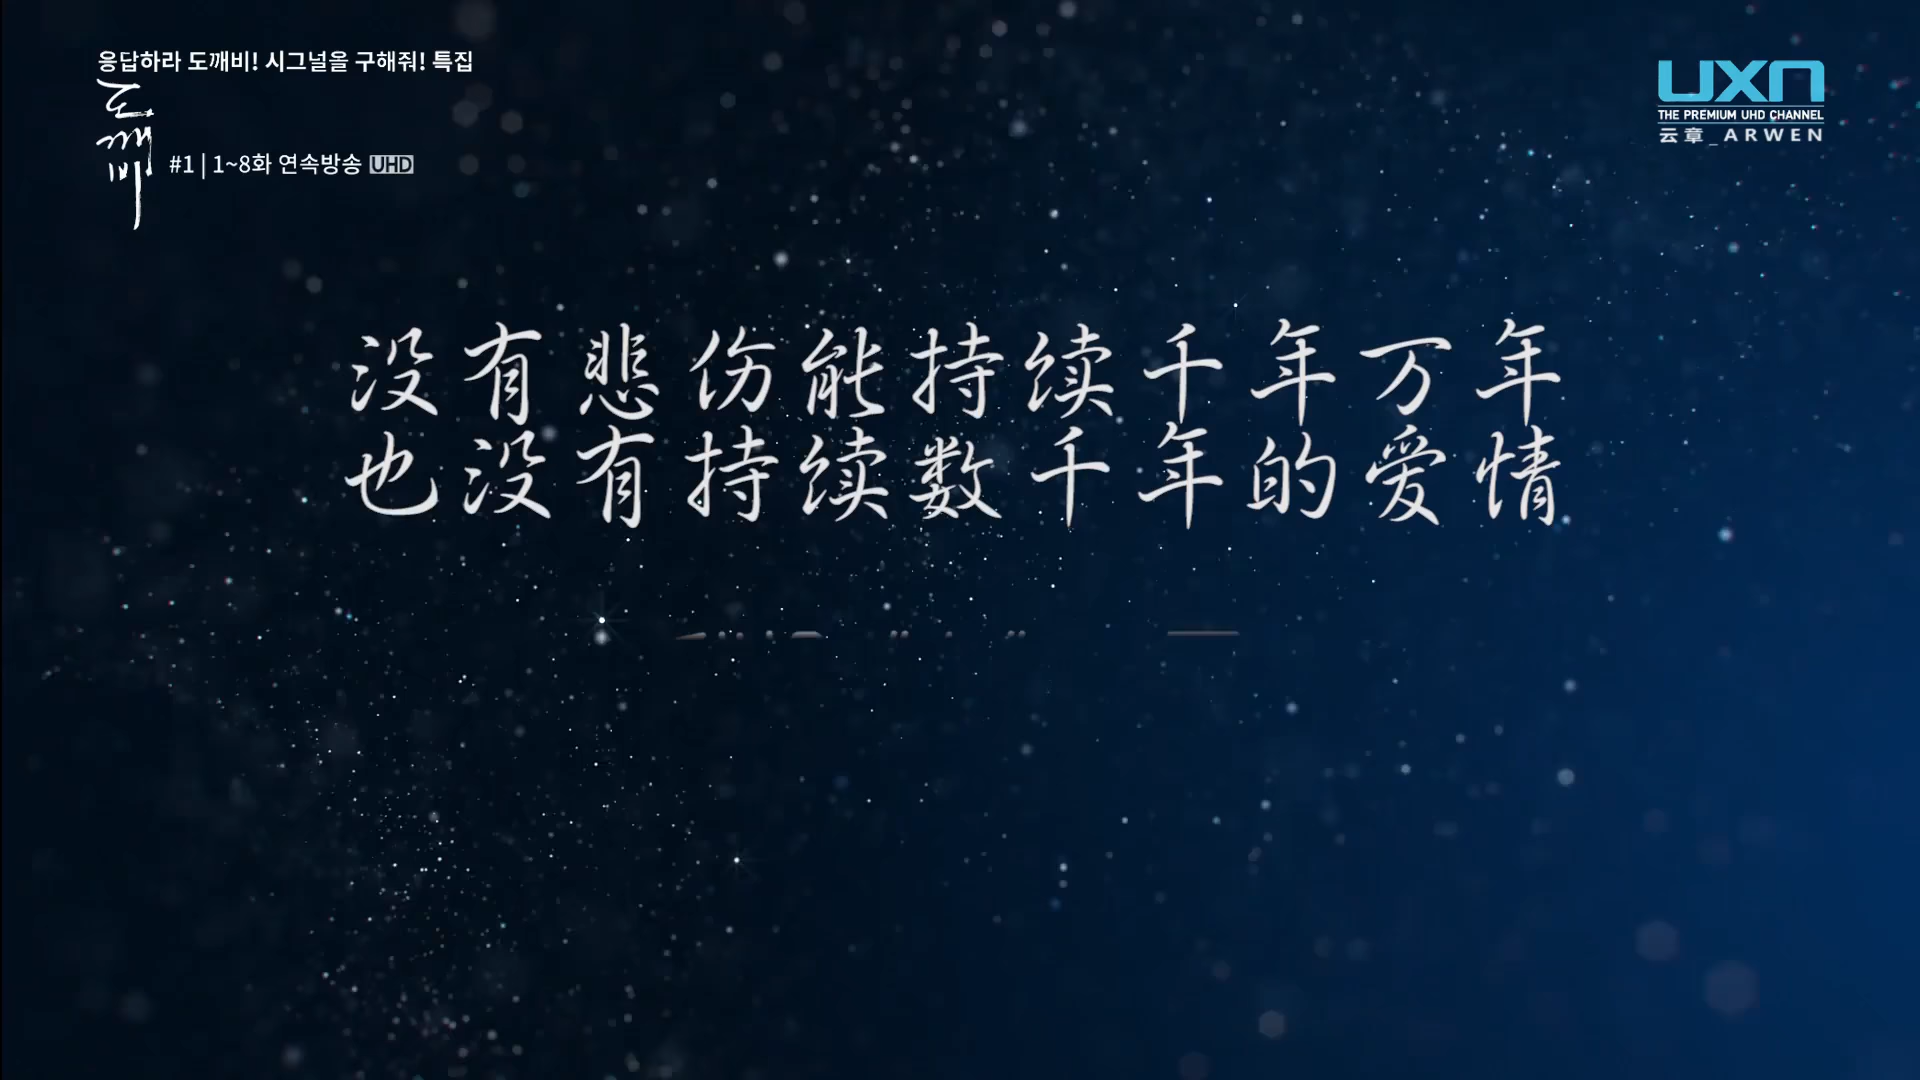 응답하라 도깨비! 시그널을 구해줘! 특집
도깨비
#1 | 1~8화 연속방송 UHD
UXN
THE PREMIUM UHD CHANNEL
云章_ARWEN
没有悲伤能持续千年万年
也没有持续数千年的爱情